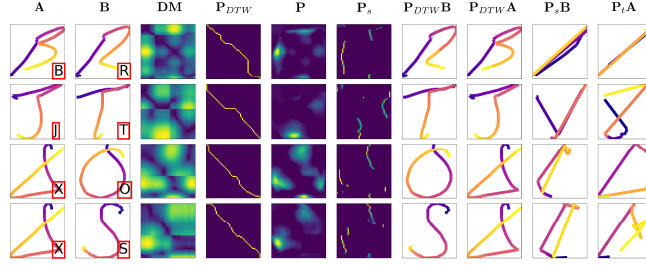 A B DM P_DTW P P_s P_DTW B P_DTW A P_s B P_t A
B R
J T
X O
X S